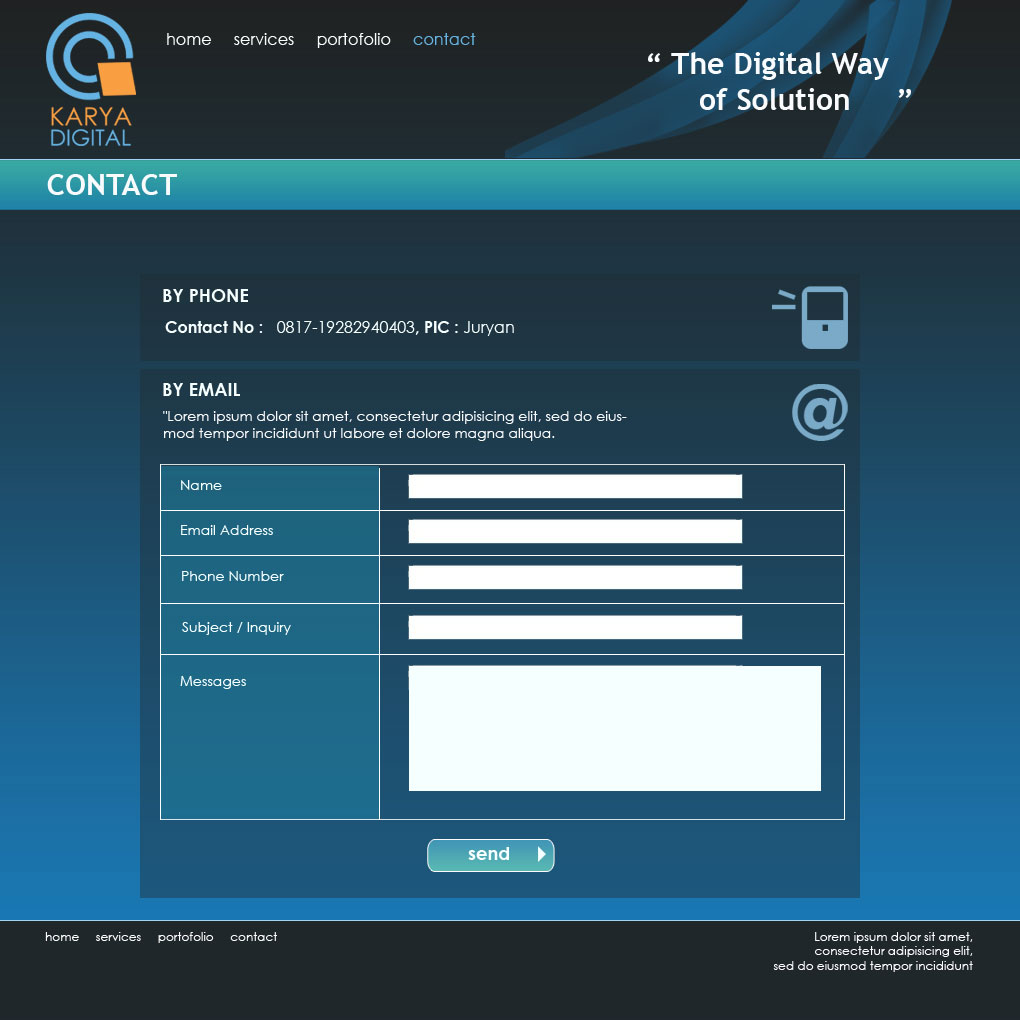 KARYA
DIGITAL
home services portofolio contact
“ The Digital Way
of Solution ”
CONTACT
BY PHONE
Contact No : 0817-19282940403, PIC : Juryan
BY EMAIL
"Lorem ipsum dolor sit amet, consectetur adipisicing elit, sed do eius-
mod tempor incididunt ut labore et dolore magna aliqua.
@
Name
Email Address
Phone Number
Subject / Inquiry
Messages
send
home services portofolio contact
Lorem ipsum dolor sit amet,
consectetur adipisicing elit,
sed do eiusmod tempor incididunt